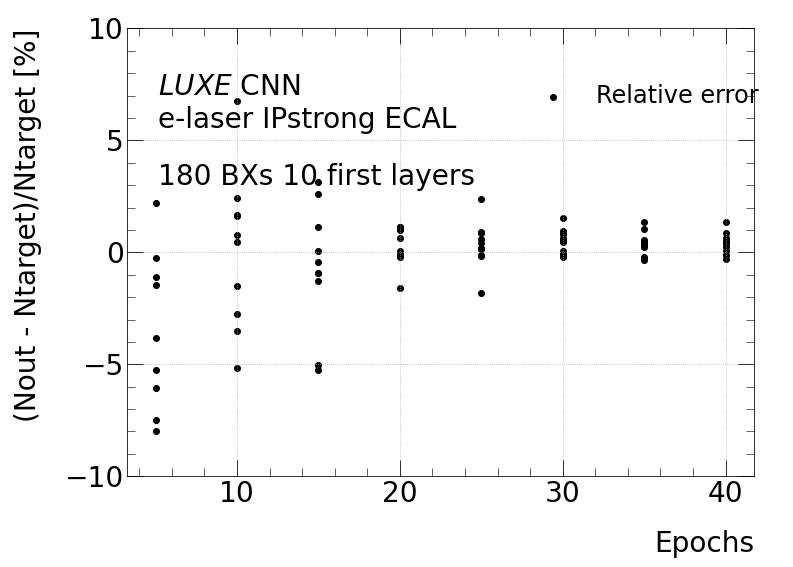 (Nout - Ntarget)/Ntarget [%]
10
5
0
−5
−10
LUXE CNN
e-laser IPstrong ECAL
180 BXs 10 first layers
Relative error
10 20 30 40
Epochs